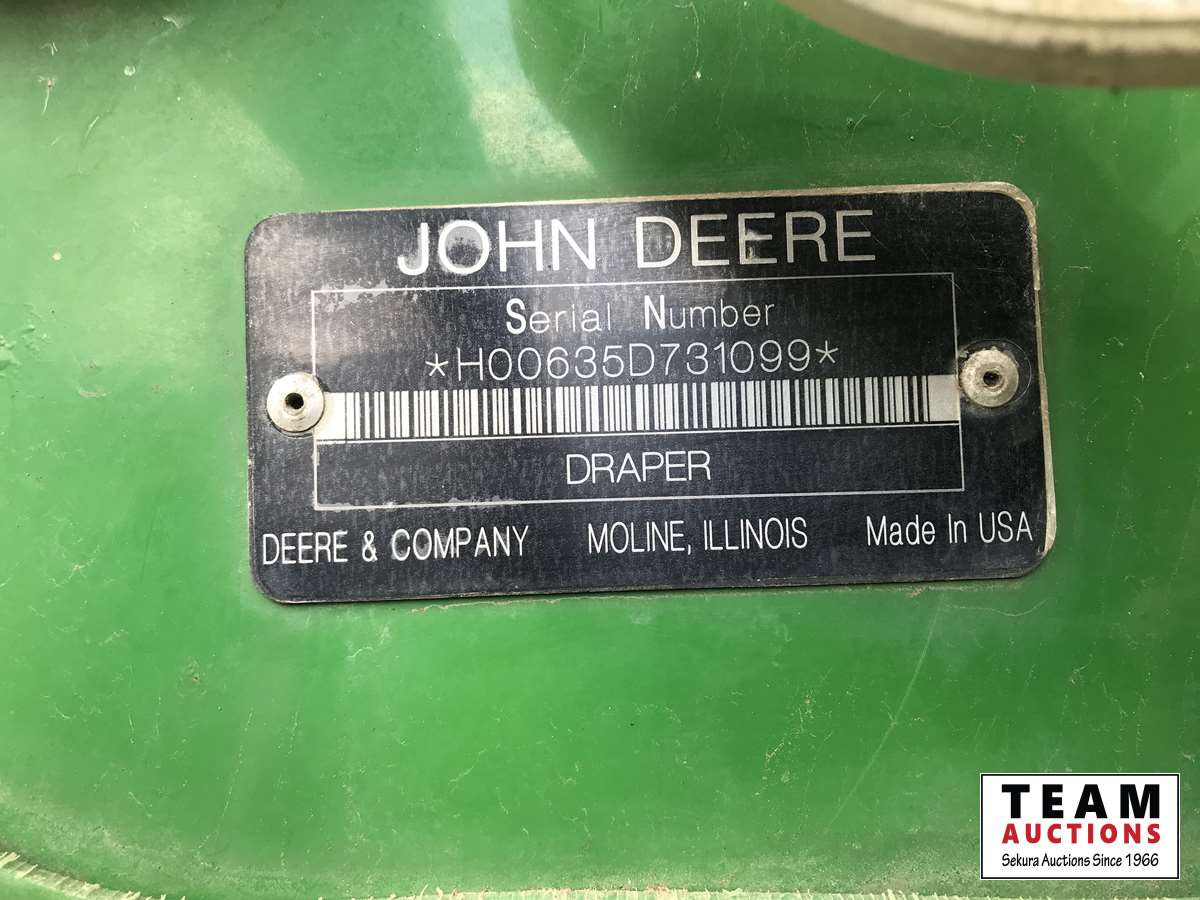 JOHN DEERE
Serial Number
*H00635D731099*
DRAPER
DEERE & COMPANY MOLINE, ILLINOIS Made In USA
TEAM
AUCTIONS
Sekura Auctions Since 1966